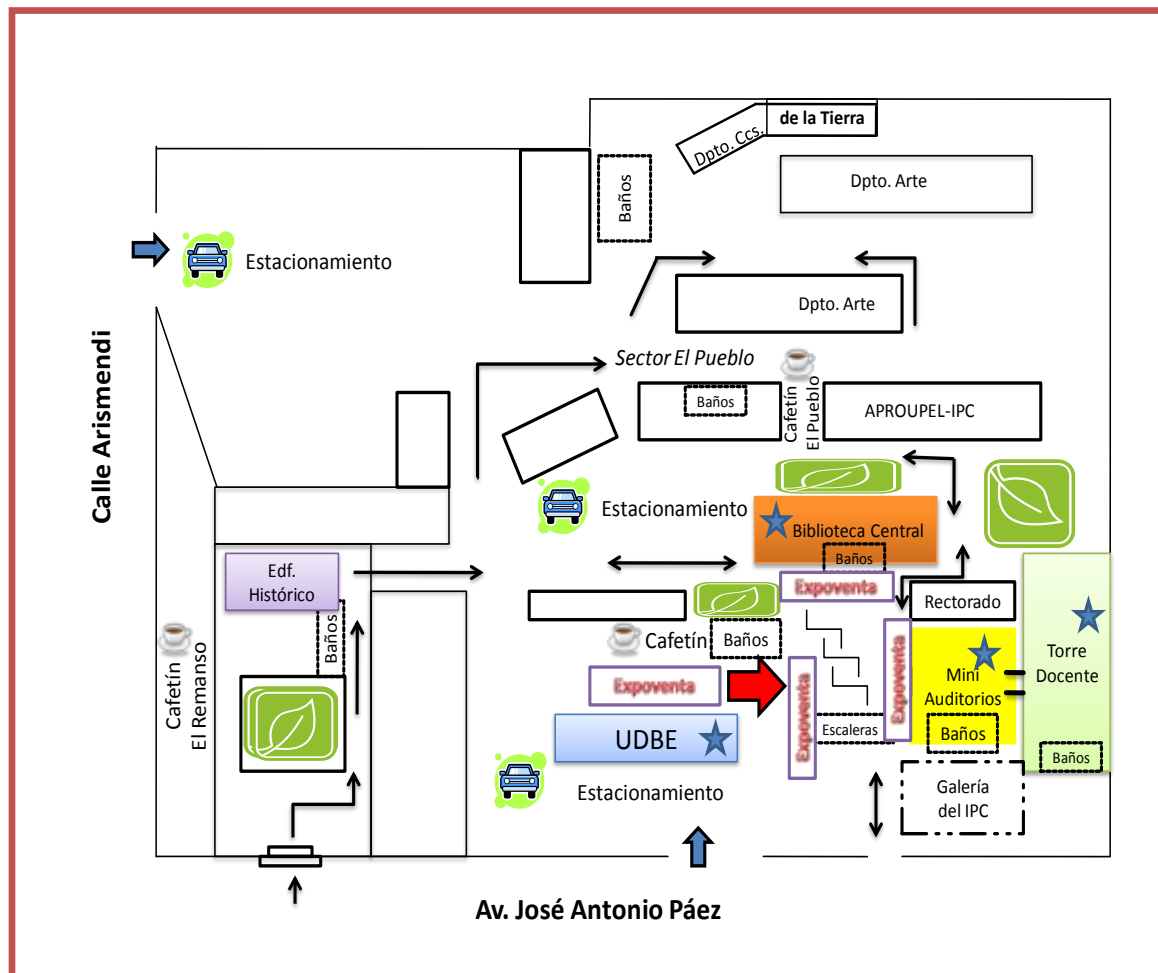 de la Tierra
Dpto. Ccs.
Dpto. Arte
Baños
Estacionamiento
Dpto. Arte
Calle Arismendi
Sector El Pueblo
Cafetín
El Pueblo
Baños
APROUPEL-IPC
Estacionamiento
Biblioteca Central
Baños
Edf.
Histórico
Expoventa
Rectorado
Baños
Cafetín
El Remanso
Cafetín
Baños
Torre
Docente
Mini
Auditorios
Expoventa
Expoventa
Expoventa
Escaleras
UDBE
Baños
Baños
Estacionamiento
Galería
del IPC
Av. José Antonio Páez